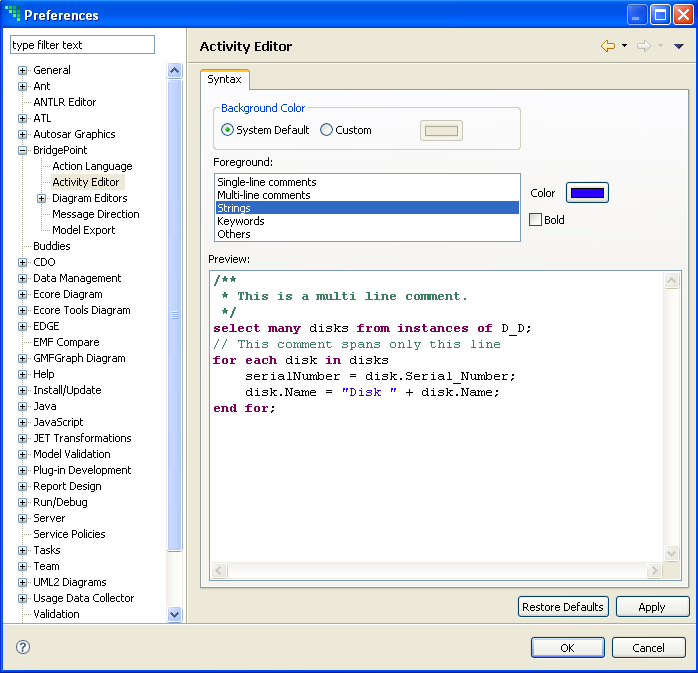 Preferences
type filter text
General
Ant
ANTLR Editor
ATL
Autosar Graphics
BridgePoint
Action Language
Activity Editor
Diagram Editors
Message Direction
Model Export
Buddies
CDO
Data Management
Ecore Diagram
Ecore Tools Diagram
EDGE
EMF Compare
GMFGraph Diagram
Help
Install/Update
Java
JavaScript
JET Transformations
Model Validation
Plug-in Development
Report Design
Run/Debug
Server
Service Policies
Tasks
Team
UML2 Diagrams
Usage Data Collector
Validation
Activity Editor
Syntax
Background Color
System Default Custom
Foreground:
Single-line comments
Multi-line comments
Strings
Keywords
Others
Color
Bold
Preview:
/**
 * This is a multi line comment.
 */
select many disks from instances of D_D;
// This comment spans only this line
for each disk in disks
    serialNumber = disk.Serial_Number;
    disk.Name = "Disk " + disk.Name;
end for;
Restore Defaults Apply
? OK Cancel